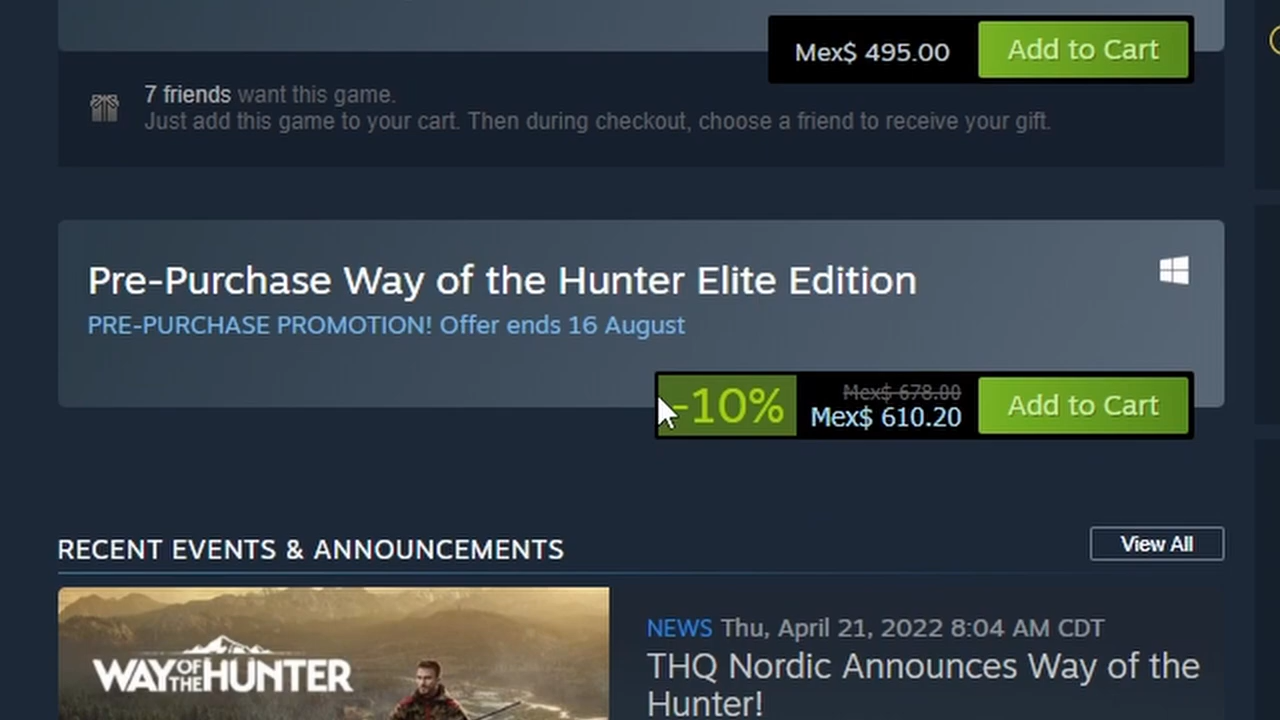 Mex$ 495.00
Add to Cart
7 friends want this game.
Just add this game to your cart. Then during checkout, choose a friend to receive your gift.
Pre-Purchase Way of the Hunter Elite Edition
PRE-PURCHASE PROMOTION! Offer ends 16 August
-10%
Mex$ 678.00
Mex$ 610.20
Add to Cart
RECENT EVENTS & ANNOUNCEMENTS
View All
WAY OF THE HUNTER
NEWS Thu, April 21, 2022 8:04 AM CDT
THQ Nordic Announces Way of the
Hunter!